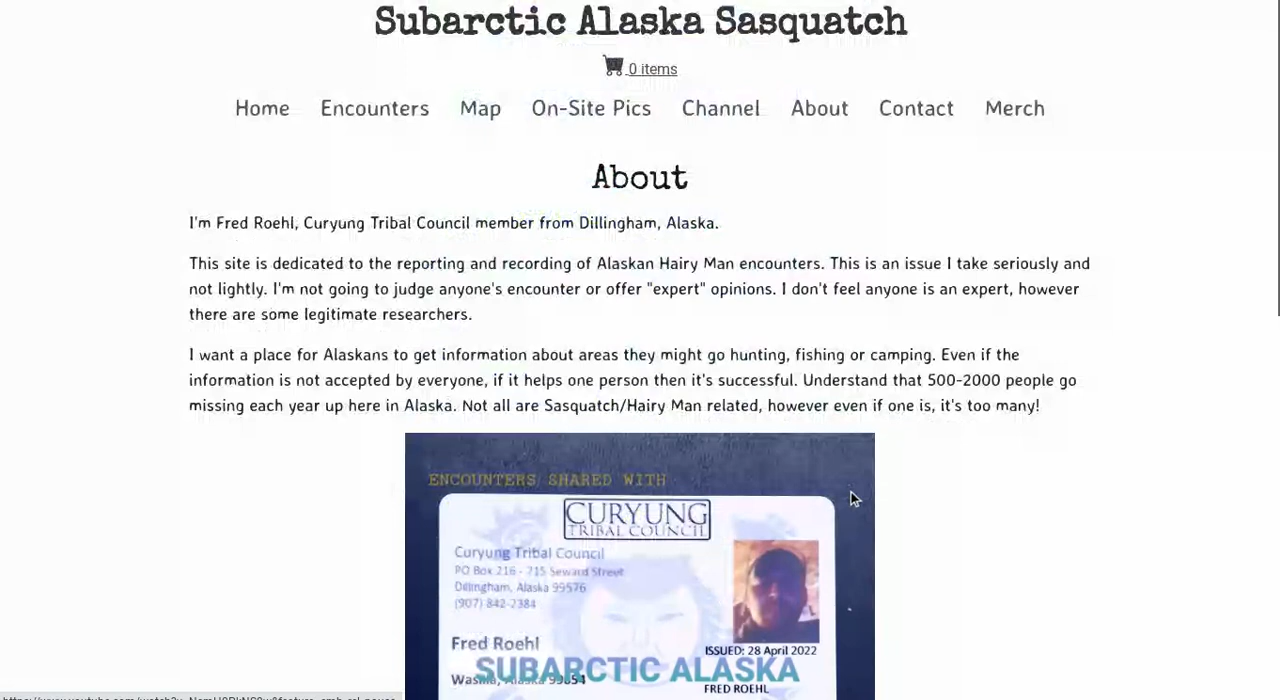 Subarctic Alaska Sasquatch
0 items
Home Encounters Map On-Site Pics Channel About Contact Merch
About
I'm Fred Roehl, Curyung Tribal Council member from Dillingham, Alaska.
This site is dedicated to the reporting and recording of Alaskan Hairy Man encounters. This is an issue I take seriously and
not lightly. I'm not going to judge anyone's encounter or offer "expert" opinions. I don't feel anyone is an expert, however
there are some legitimate researchers.
I want a place for Alaskans to get information about areas they might go hunting, fishing or camping. Even if the
information is not accepted by everyone, if it helps one person then it's successful. Understand that 500-2000 people go
missing each year up here in Alaska. Not all are Sasquatch/Hairy Man related, however even if one is, it's too many!
ENCOUNTERS SHARED WITH
CURYUNG
TRIBAL COUNCIL
Curyung Tribal Council
PO Box 216 - 715 Seward Street
Dillingham, Alaska 99576
(907) 842-2384
Fred Roehl
ISSUED: 28 April 2022
SUBARCTIC ALASKA
Alaska
FRED ROEHL